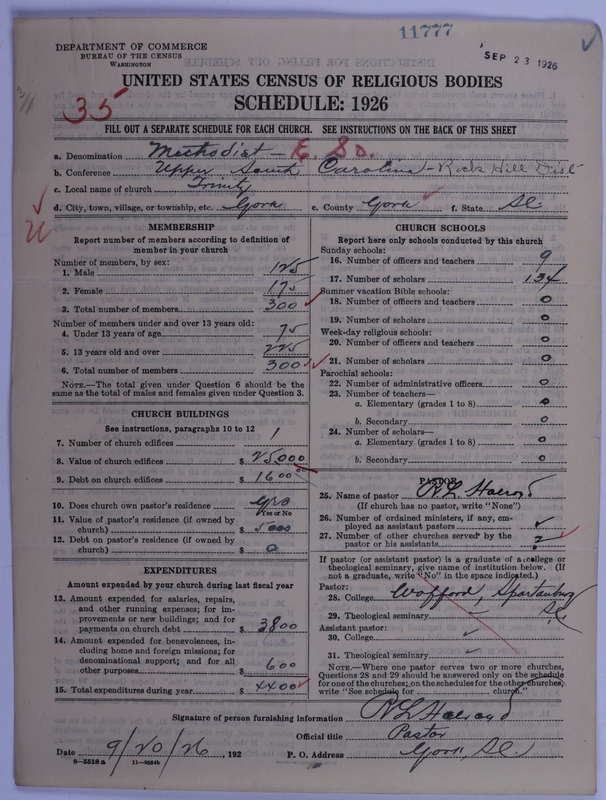 11777
SEP 23 1926
DEPARTMENT OF COMMERCE
BUREAU OF THE CENSUS
WASHINGTON
UNITED STATES CENSUS OF RELIGIOUS BODIES
SCHEDULE: 1926
35
FILL OUT A SEPARATE SCHEDULE FOR EACH CHURCH. SEE INSTRUCTIONS ON THE BACK OF THIS SHEET
a. Denomination Methodist – E. So.
b. Conference Upper South Carolina – Rock Hill Dist
c. Local name of church Trinity
d. City, town, village, or township, etc. York e. County York f. State SC.
MEMBERSHIP
Report number of members according to definition of member in your church
Number of members, by sex:
1. Male 125
2. Female 175
3. Total number of members 300
Number of members under and over 13 years old:
4. Under 13 years of age 75
5. 13 years old and over 225
6. Total number of members 300
NOTE.—The total given under Question 6 should be the same as the total of males and females given under Question 3.
CHURCH BUILDINGS
See instructions, paragraphs 10 to 12
7. Number of church edifices 1
8. Value of church edifices $ 25000
9. Debt on church edifices $ 1600
10. Does church own pastor's residence? Yes
Yes or No
11. Value of pastor's residence (if owned by church) $ 5000
12. Debt on pastor's residence (if owned by church) $ 0
EXPENDITURES
Amount expended by your church during last fiscal year
13. Amount expended for salaries, repairs, and other running expenses; for improvements or new buildings; and for payments on church debt $ 3800
14. Amount expended for benevolences, including home and foreign missions; for denominational support; and for all other purposes $ 600
15. Total expenditures during year $ 4400
CHURCH SCHOOLS
Report here only schools conducted by this church
Sunday schools:
16. Number of officers and teachers 9
17. Number of scholars 134
Summer vacation Bible schools:
18. Number of officers and teachers 0
19. Number of scholars 0
Week-day religious schools:
20. Number of officers and teachers 0
21. Number of scholars 0
Parochial schools:
22. Number of administrative officers 0
23. Number of teachers—
a. Elementary (grades 1 to 8) 0
b. Secondary 0
24. Number of scholars—
a. Elementary (grades 1 to 8) 0
b. Secondary 0
PASTOR
25. Name of pastor
(If church has no pastor, write "None")
26. Number of ordained ministers, if any, employed as assistant pastors ✓
27. Number of other churches served by the pastor or his assistants 2
If pastor (or assistant pastor) is a graduate of a college or theological seminary, give name of institution below. (If not a graduate, write "No" in the space indicated.)
Pastor:
28. College Wofford, Spartanburg SC.
29. Theological seminary ✓
Assistant pastor:
30. College ✓
31. Theological seminary ✓
NOTE.—Where one pastor serves two or more churches, Questions 28 and 29 should be answered only on the schedule for one of the churches; on the schedules for the other churches, write "See schedule for church."
Signature of person furnishing information
Official title Pastor
Date 9/20/26, 192 P. O. Address York, SC.
8—5518 a 11—9864b